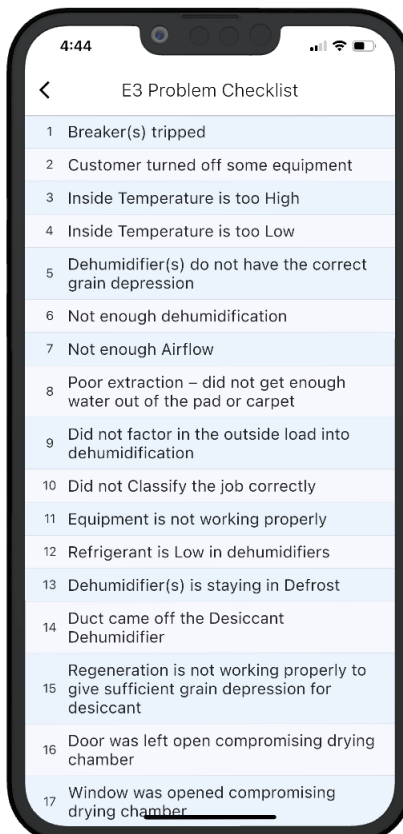 4:44
E3 Problem Checklist
1 Breaker(s) tripped
2 Customer turned off some equipment
3 Inside Temperature is too High
4 Inside Temperature is too Low
5 Dehumidifier(s) do not have the correct
grain depression
6 Not enough dehumidification
7 Not enough Airflow
8 Poor extraction – did not get enough
water out of the pad or carpet
9 Did not factor in the outside load into
dehumidification
10 Did not Classify the job correctly
11 Equipment is not working properly
12 Refrigerant is Low in dehumidifiers
13 Dehumidifier(s) is staying in Defrost
14 Duct came off the Desiccant
Dehumidifier
15 Regeneration is not working properly to
give sufficient grain depression for
desiccant
16 Door was left open compromising drying
chamber
17 Window was opened compromising
drying chamber